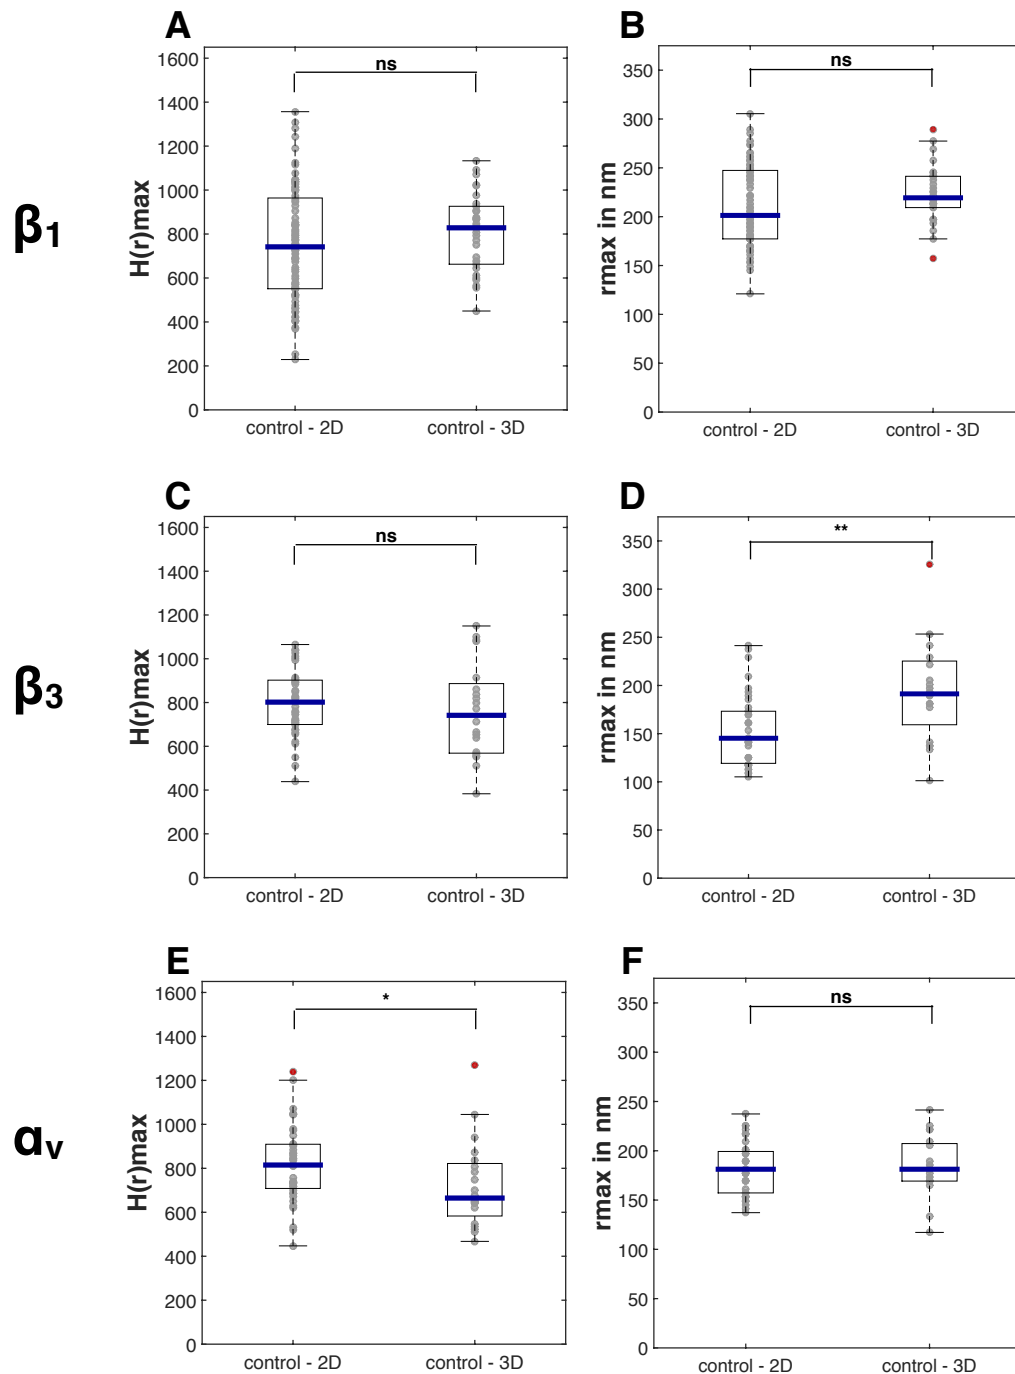 A
B
β1
H(r)max
1600
1400
1200
1000
800
600
400
200
0
ns
control - 2D
control - 3D
rmax in nm
350
300
250
200
150
100
50
0
ns
control - 2D
control - 3D
C
D
β3
H(r)max
1600
1400
1200
1000
800
600
400
200
0
ns
control - 2D
control - 3D
rmax in nm
350
300
250
200
150
100
50
0
**
control - 2D
control - 3D
E
F
αv
H(r)max
1600
1400
1200
1000
800
600
400
200
0
*
control - 2D
control - 3D
rmax in nm
350
300
250
200
150
100
50
0
ns
control - 2D
control - 3D